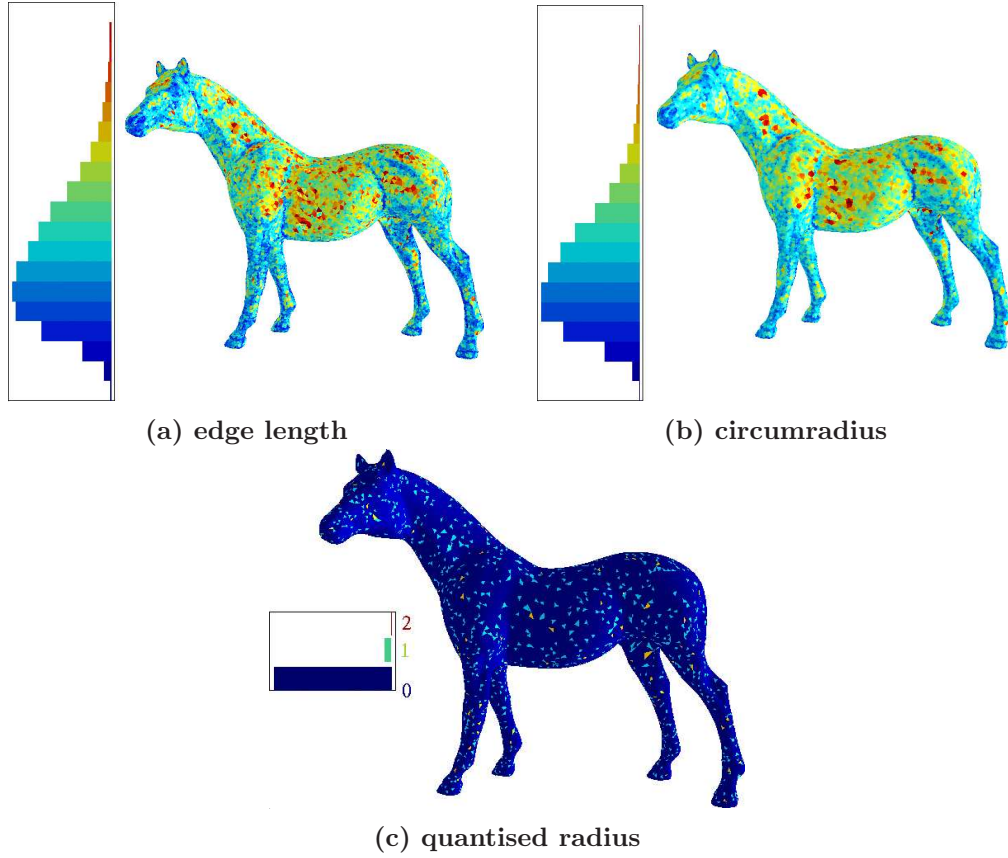 (a) edge length
(b) circumradius
2
1
0
(c) quantised radius